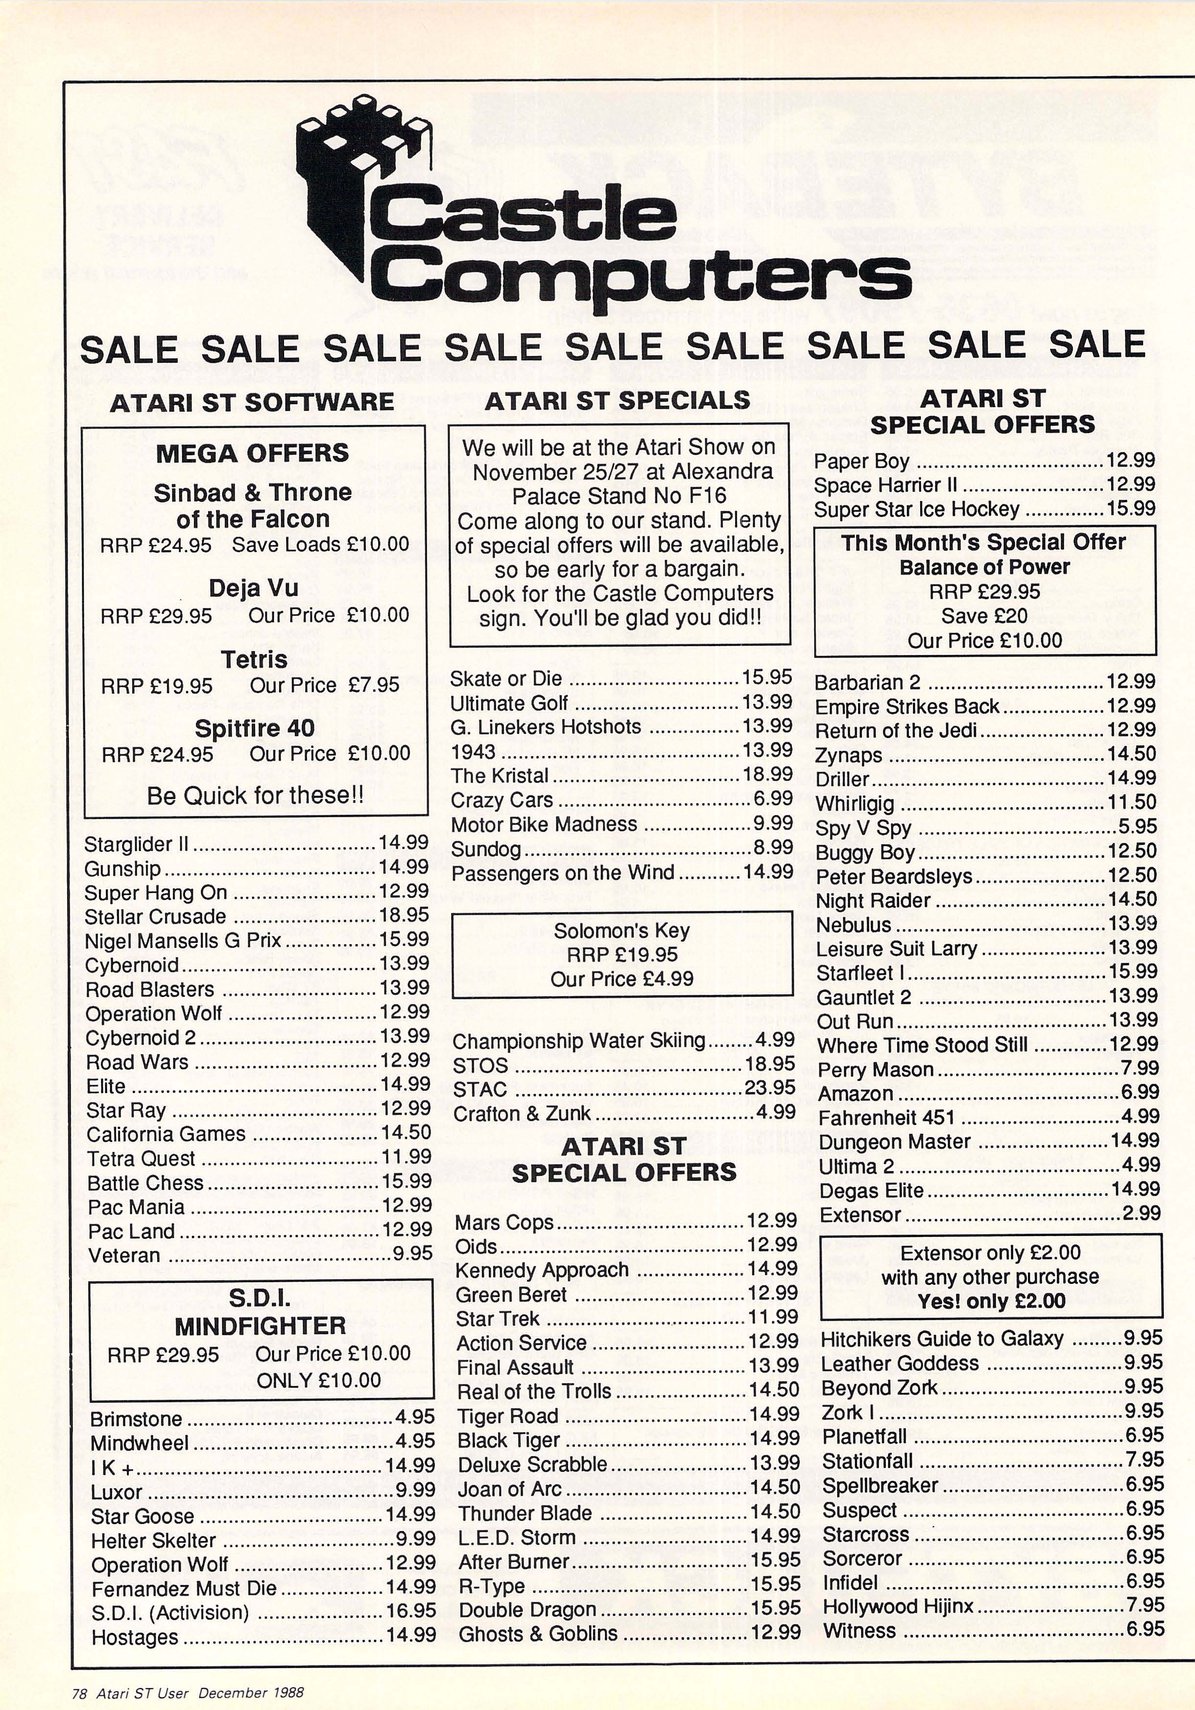 Castle
Computers
SALE SALE SALE SALE SALE SALE SALE SALE SALE
ATARI ST SOFTWARE
MEGA OFFERS
Sinbad & Throne
of the Falcon
RRP £24.95 Save Loads £10.00
Deja Vu
RRP £29.95 Our Price £10.00
Tetris
RRP £19.95 Our Price £7.95
Spitfire 40
RRP £24.95 Our Price £10.00
Be Quick for these!!
Starglider II ............................... 14.99
Gunship .................................... 14.99
Super Hang On ........................ 12.99
Stellar Crusade ........................ 18.95
Nigel Mansells G Prix ................ 15.99
Cybernoid ................................. 13.99
Road Blasters .......................... 13.99
Operation Wolf ......................... 12.99
Cybernoid 2 .............................. 13.99
Road Wars ............................... 12.99
Elite .......................................... 14.99
Star Ray ................................... 12.99
California Games ..................... 14.50
Tetra Quest .............................. 11.99
Battle Chess ............................. 15.99
Pac Mania ................................ 12.99
Pac Land .................................. 12.99
Veteran ...................................... 9.95
S.D.I.
MINDFIGHTER
RRP £29.95 Our Price £10.00
ONLY £10.00
Brimstone ................................... 4.95
Mindwheel .................................. 4.95
I K + .......................................... 14.99
Luxor .......................................... 9.99
Star Goose ............................... 14.99
Helter Skelter ............................. 9.99
Operation Wolf ......................... 12.99
Fernandez Must Die .................. 14.99
S.D.I. (Activision) ..................... 16.95
Hostages .................................. 14.99
ATARI ST SPECIALS
We will be at the Atari Show on
November 25/27 at Alexandra
Palace Stand No F16
Come along to our stand. Plenty
of special offers will be available,
so be early for a bargain.
Look for the Castle Computers
sign. You'll be glad you did!!
Skate or Die ............................. 15.95
Ultimate Golf ............................ 13.99
G. Linekers Hotshots ............... 13.99
1943 ......................................... 13.99
The Kristal ................................ 18.99
Crazy Cars ................................. 6.99
Motor Bike Madness .................. 9.99
Sundog ....................................... 8.99
Passengers on the Wind ........... 14.99
Solomon's Key
RRP £19.95
Our Price £4.99
Championship Water Skiing ........ 4.99
STOS ....................................... 18.95
STAC ....................................... 23.95
Crafton & Zunk ........................... 4.99
ATARI ST
SPECIAL OFFERS
Mars Cops ................................ 12.99
Oids .......................................... 12.99
Kennedy Approach .................. 14.99
Green Beret ............................. 12.99
Star Trek .................................. 11.99
Action Service .......................... 12.99
Final Assault ............................ 13.99
Real of the Trolls ....................... 14.50
Tiger Road ............................... 14.99
Black Tiger ............................... 14.99
Deluxe Scrabble ........................ 13.99
Joan of Arc ................................ 14.50
Thunder Blade ......................... 14.50
L.E.D. Storm ............................ 14.99
After Burner ............................... 15.95
R-Type ..................................... 15.95
Double Dragon .......................... 15.95
Ghosts & Goblins ..................... 12.99
ATARI ST
SPECIAL OFFERS
Paper Boy ................................ 12.99
Space Harrier II ........................ 12.99
Super Star Ice Hockey ............. 15.99
This Month's Special Offer
Balance of Power
RRP £29.95
Save £20
Our Price £10.00
Barbarian 2 .............................. 12.99
Empire Strikes Back ................. 12.99
Return of the Jedi ..................... 12.99
Zynaps ..................................... 14.50
Driller ........................................ 14.99
Whirligig ................................... 11.50
Spy V Spy .................................. 5.95
Buggy Boy ................................ 12.50
Peter Beardsleys ...................... 12.50
Night Raider .............................. 14.50
Nebulus .................................... 13.99
Leisure Suit Larry ..................... 13.99
Starfleet I .................................. 15.99
Gauntlet 2 ................................ 13.99
Out Run .................................... 13.99
Where Time Stood Still ............ 12.99
Perry Mason ............................... 7.99
Amazon ...................................... 6.99
Fahrenheit 451 ........................... 4.99
Dungeon Master ...................... 14.99
Ultima 2 ...................................... 4.99
Degas Elite ............................... 14.99
Extensor ..................................... 2.99
Extensor only £2.00
with any other purchase
Yes! only £2.00
Hitchikers Guide to Galaxy ........ 9.95
Leather Goddess ....................... 9.95
Beyond Zork ............................... 9.95
Zork I .......................................... 9.95
Planetfall .................................... 6.95
Stationfall ................................... 7.95
Spellbreaker ............................... 6.95
Suspect ...................................... 6.95
Starcross .................................... 6.95
Sorceror ..................................... 6.95
Infidel ......................................... 6.95
Hollywood Hijinx ......................... 7.95
Witness ...................................... 6.95
78 Atari ST User December 1988